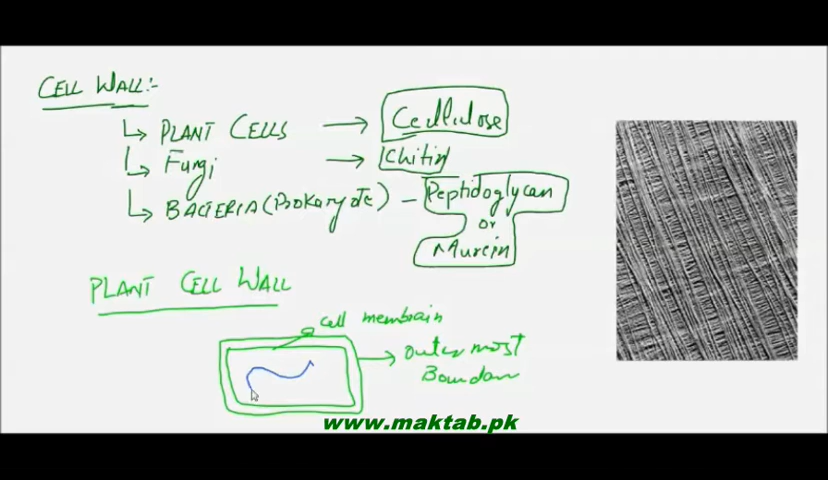 CELL WALL:-
PLANT CELLS → Cellulose
Fungi → Chitin
BACTERIA (Prokaryote) - Peptidoglycan
or
Murein
PLANT CELL WALL
cell membrain
outer most
Boundary
www.maktab.pk